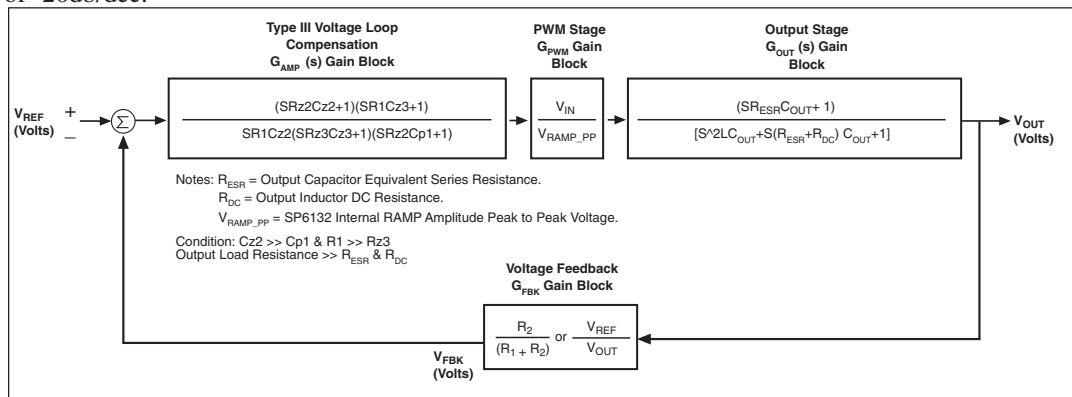 of -20db/dec.
Type III Voltage Loop
Compensation
G_AMP (s) Gain Block
PWM Stage
G_PWM Gain
Block
Output Stage
G_OUT (s) Gain
Block
V_REF
(Volts)
+
−
Σ
(SRz2Cz2+1)(SR1Cz3+1)
SR1Cz2(SRz3Cz3+1)(SRz2Cp1+1)
V_IN
V_RAMP_PP
(SR_ESRC_OUT+ 1)
[S^2LC_OUT+S(R_ESR+R_DC) C_OUT+1]
V_OUT
(Volts)
Notes: R_ESR = Output Capacitor Equivalent Series Resistance.
R_DC = Output Inductor DC Resistance.
V_RAMP_PP = SP6132 Internal RAMP Amplitude Peak to Peak Voltage.
Condition: Cz2 >> Cp1 & R1 >> Rz3
Output Load Resistance >> R_ESR & R_DC
Voltage Feedback
G_FBK Gain Block
R_2
(R_1 + R_2)
or
V_REF
V_OUT
V_FBK
(Volts)